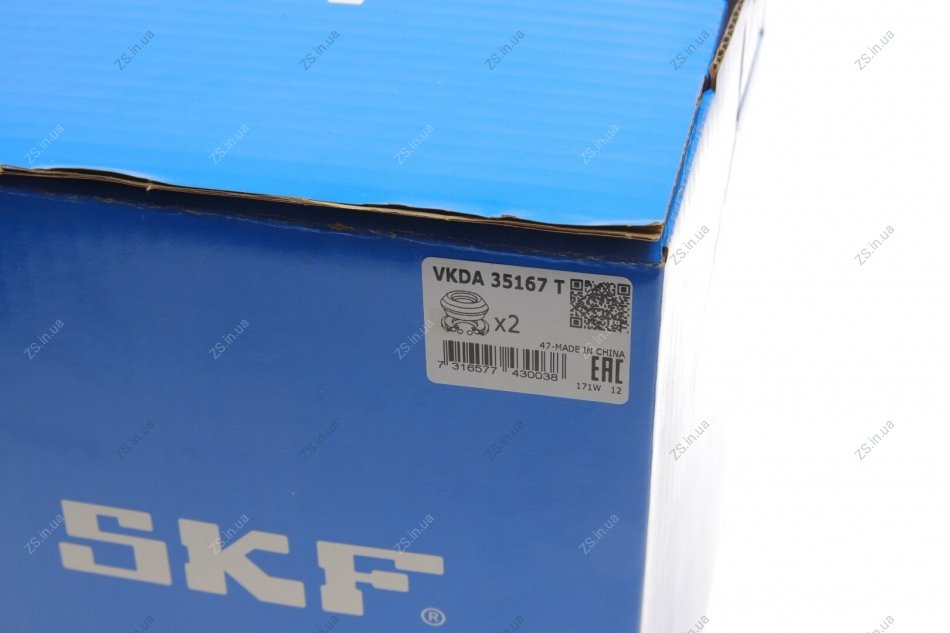 VKDA 35167 T
x2
47-MADE IN CHINA
7 316577 430038
EAC
171W 12
SKF
®
ZS.in.ua